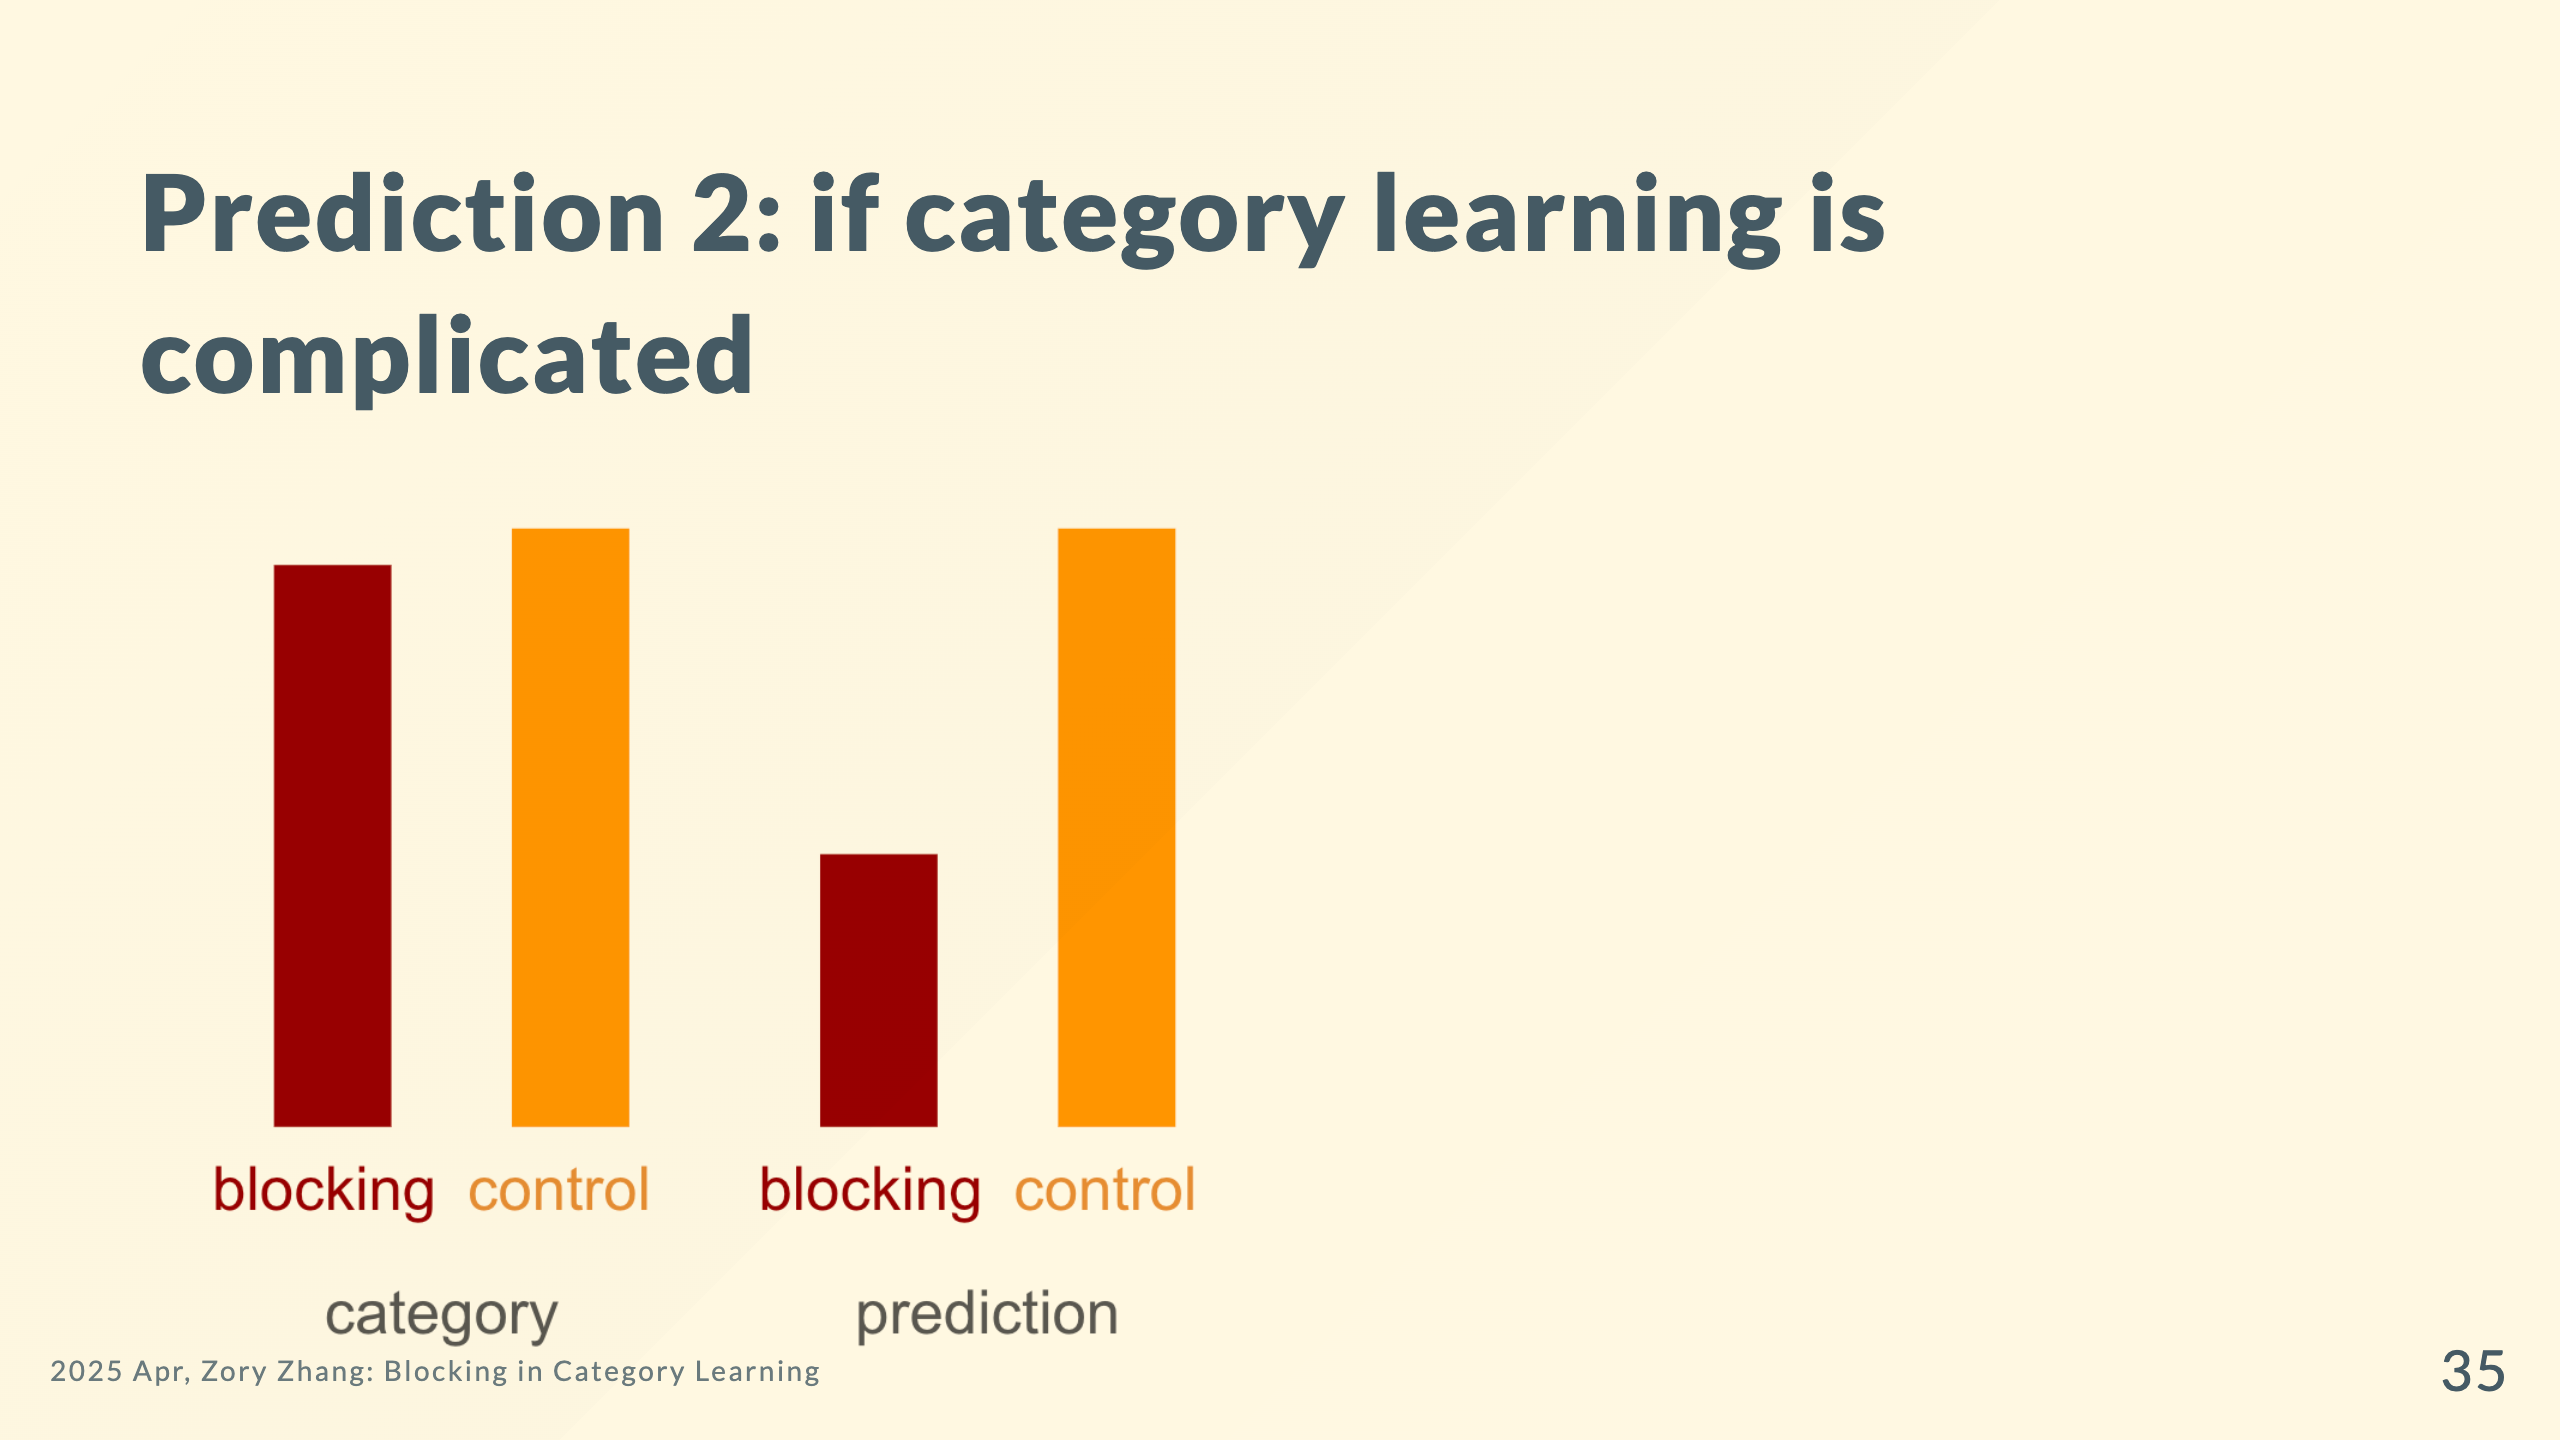 Prediction 2: if category learning is
complicated
blocking control blocking control
category prediction
2025 Apr, Zory Zhang: Blocking in Category Learning
35